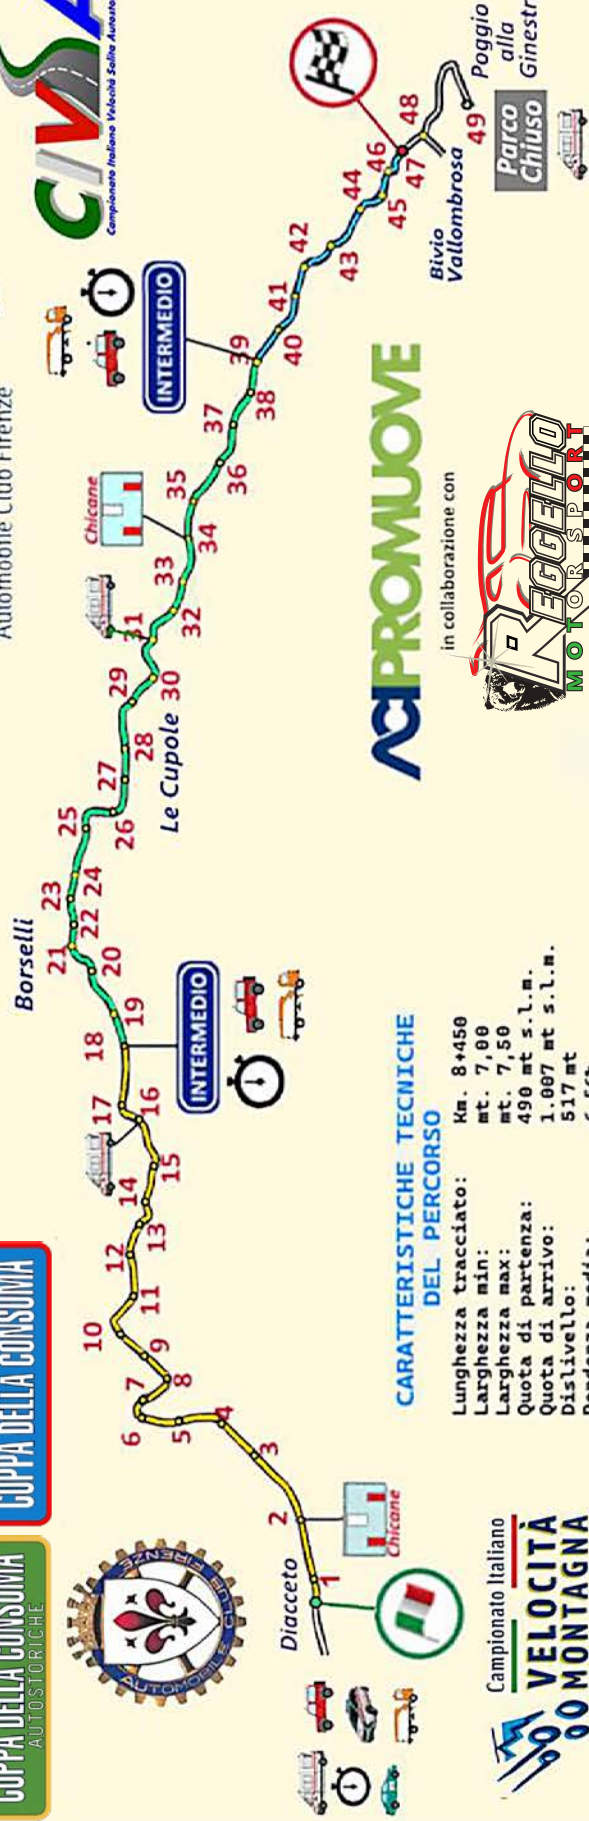 COPPA DELLA CONSUMA
AUTOSTORICHE
COPPA DELLA CONSUMA
Automobile Club Firenze
CIVSA
Campionato Italiano Velocità Salita Autosto
AUTOMOBILE CLUB FIRENZE
Diacceto
Chicane
1
2
3
4
5
6
7
8
9
10
11
12
13
14
15
16
17
18
INTERMEDIO
19
20
21
Borselli
22
23
24
25
26
27
28
Le Cupole
29
30
31
32
33
34
Chicane
35
36
37
38
39
INTERMEDIO
40
41
42
43
44
45
46
47
48
49
Bivio
Vallombrosa
Poggio
alla
Ginestr
Parco
Chiuso
ACI PROMUOVE
in collaborazione con
REGGELLO
MOTORSPORT
CARATTERISTICHE TECNICHE
DEL PERCORSO
Lunghezza tracciato: Km. 8+450
Larghezza min: mt. 7,00
Larghezza max: mt. 7,50
Quota di partenza: 490 mt s.l.m.
Quota di arrivo: 1.007 mt s.l.m.
Dislivello: 517 mt
Campionato Italiano
VELOCITÀ
MONTAGNA